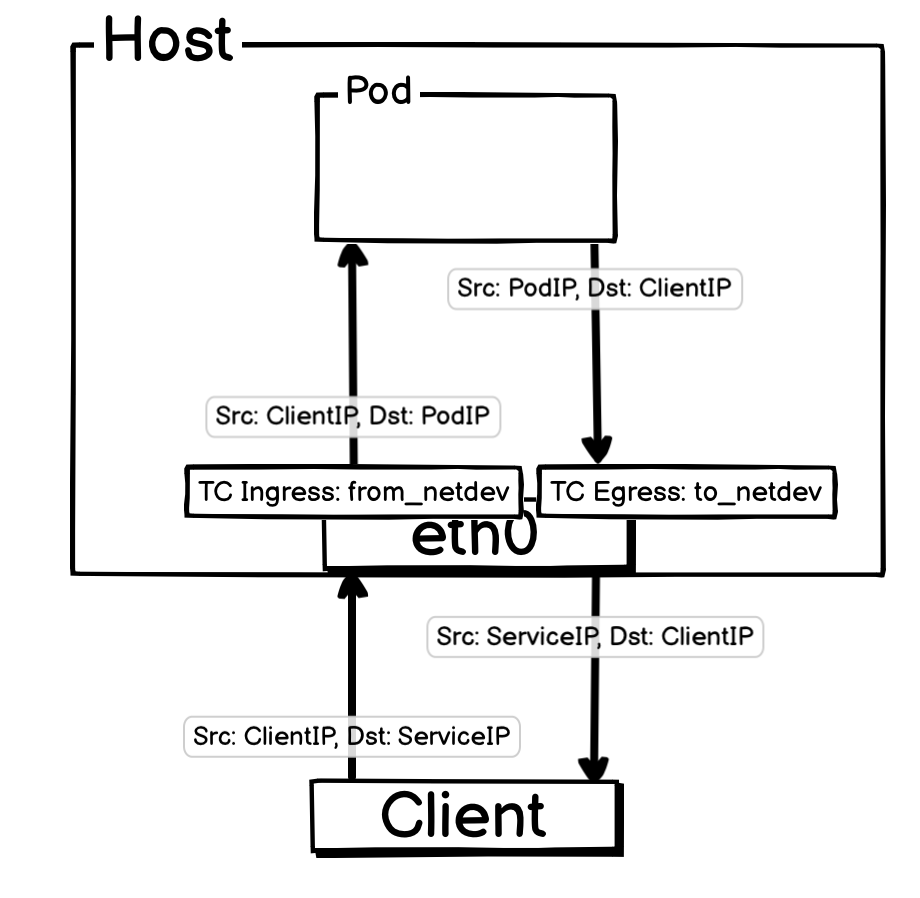 Host
Pod
Src: PodIP, Dst: ClientIP
Src: ClientIP, Dst: PodIP
TC Ingress: from_netdev
TC Egress: to_netdev
eth0
Src: ServiceIP, Dst: ClientIP
Src: ClientIP, Dst: ServiceIP
Client